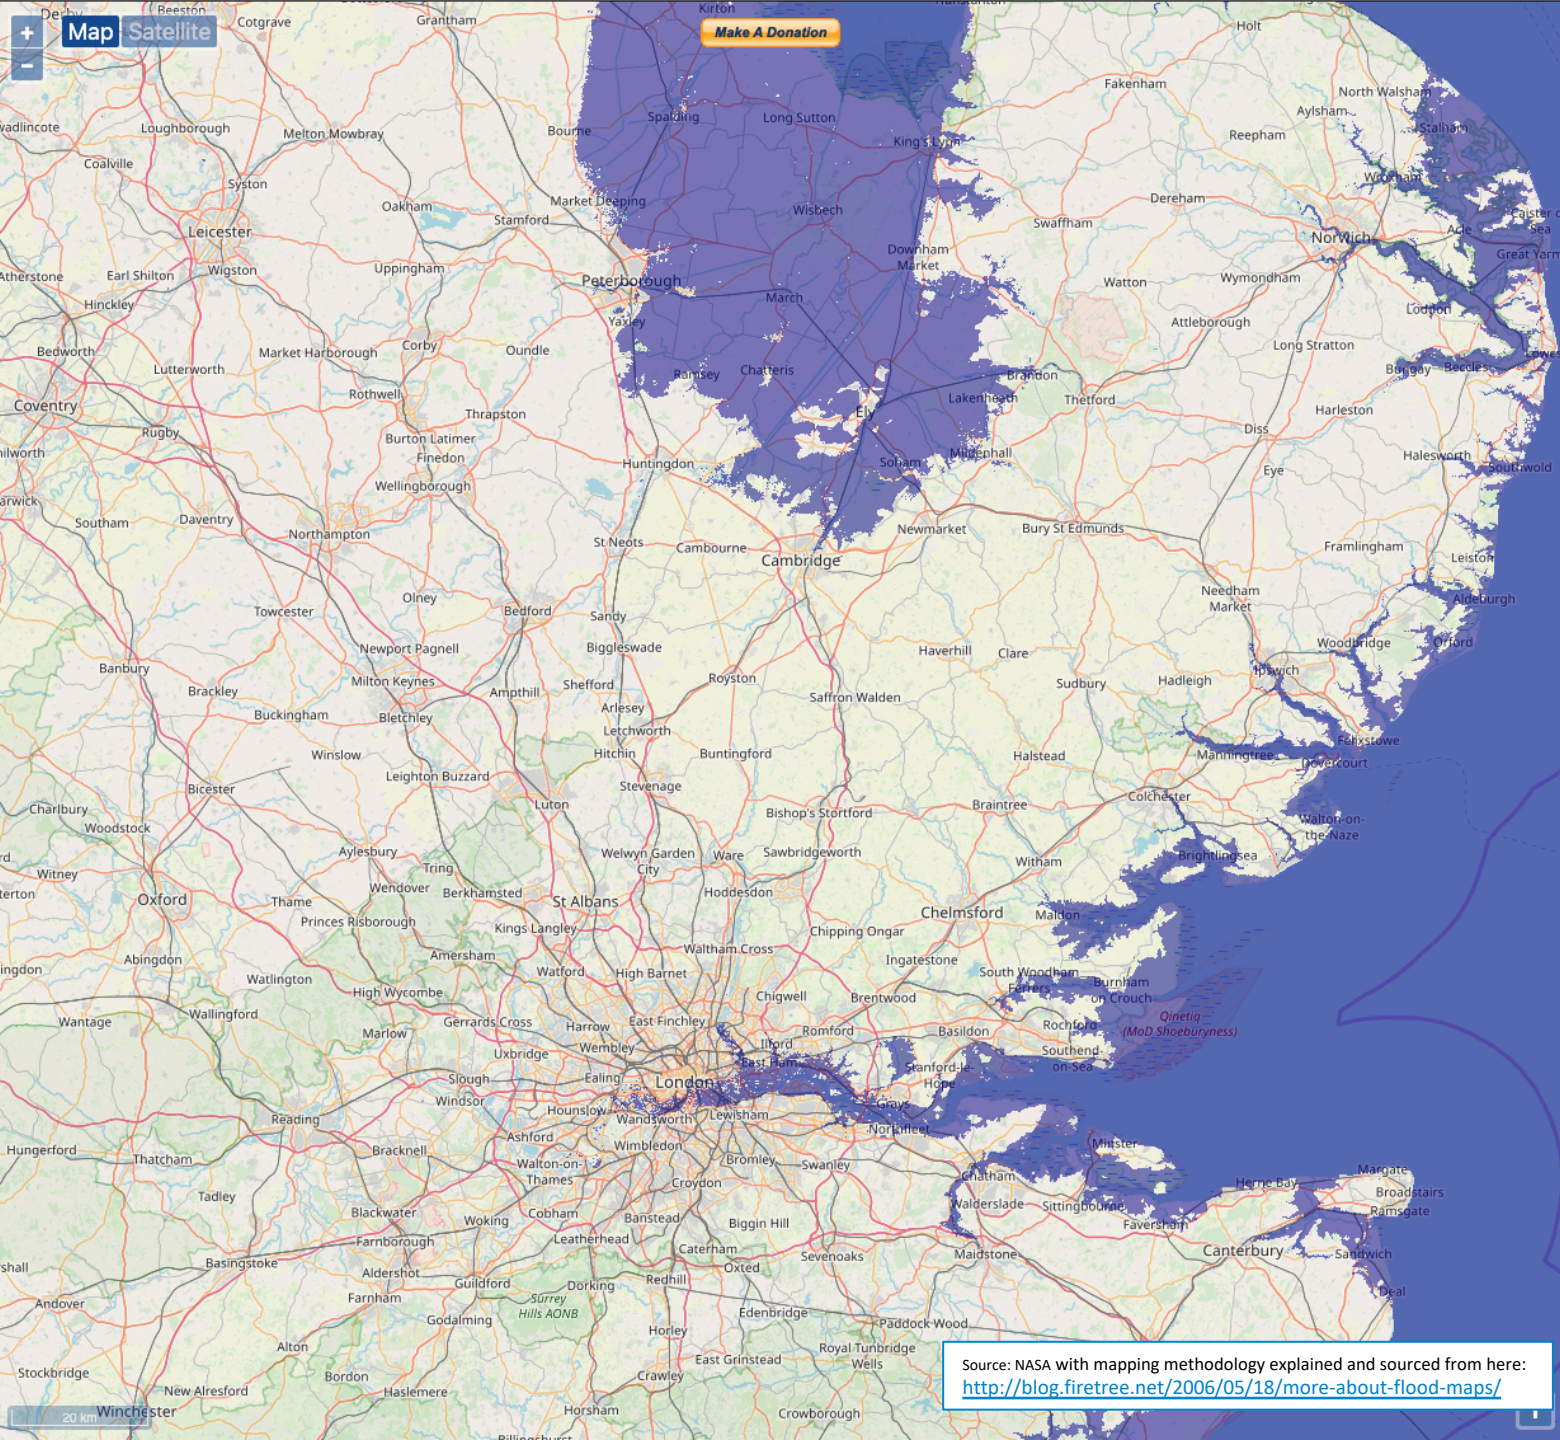 Derby
Beeston
Cotgrave
Grantham
Kirton
Hunstanton
+
Map
Satellite
−
Make A Donation
Holt
Fakenham
North Walsham
Aylsham
Stalham
Reepham
wadlincote
Loughborough
Melton Mowbray
Bourne
Spalding
Long Sutton
King's Lynn
Coalville
Syston
Oakham
Market Deeping
Stamford
Wisbech
Dereham
Wroxham
Swaffham
Leicester
Norwich
Acle
Caister o
Sea
Atherstone
Earl Shilton
Wigston
Uppingham
Peterborough
Downham
Market
Watton
Wymondham
Great Yarm
Hinckley
March
Loddon
Yaxley
Attleborough
Long Stratton
Bedworth
Market Harborough
Corby
Oundle
Lowes
Lutterworth
Ramsey
Chatteris
Brandon
Bungay
Beccles
Rothwell
Lakenheath
Thetford
Coventry
Thrapston
Ely
Harleston
Rugby
Burton Latimer
Finedon
Diss
nilworth
Huntingdon
Soham
Mildenhall
Halesworth
Southwold
Eye
Wellingborough
arwick
Southam
Daventry
Northampton
Newmarket
Bury St Edmunds
St Neots
Cambourne
Cambridge
Framlingham
Leiston
Olney
Towcester
Bedford
Sandy
Needham
Market
Aldeburgh
Newport Pagnell
Biggleswade
Haverhill
Clare
Woodbridge
Orford
Banbury
Brackley
Milton Keynes
Ampthill
Shefford
Royston
Saffron Walden
Sudbury
Hadleigh
Ipswich
Buckingham
Bletchley
Arlesey
Letchworth
Hitchin
Buntingford
Halstead
Manningtree
Felixstowe
Dovercourt
Winslow
Leighton Buzzard
Bicester
Stevenage
Luton
Bishop's Stortford
Braintree
Colchester
Charlbury
Woodstock
Walton-on-
the-Naze
Aylesbury
Tring
Welwyn Garden
City
Ware
Sawbridgeworth
Witham
Brightlingsea
Witney
Wendover
Berkhamsted
Hoddesdon
terton
Oxford
Thame
St Albans
Chelmsford
Maldon
Princes Risborough
Kings Langley
Chipping Ongar
Waltham Cross
Abingdon
Amersham
Ingatestone
ingdon
Watlington
Watford
High Barnet
South Woodham
Ferrers
Burnham
on Crouch
High Wycombe
Chigwell
Brentwood
Wantage
Wallingford
Marlow
Gerrards Cross
Harrow
East Finchley
Romford
Basildon
Rochford
Qinetiq
(MoD Shoeburyness)
Uxbridge
Wembley
Ilford
East Ham
Southend-
on-Sea
Stanford-le-
Hope
Slough
Ealing
London
Windsor
Hounslow
Grays
Reading
Wandsworth
Lewisham
Northfleet
Ashford
Wimbledon
Minster
Hungerford
Thatcham
Bracknell
Walton-on-
Thames
Bromley
Swanley
Chatham
Margate
Croydon
Herne Bay
Broadstairs
Ramsgate
Tadley
Blackwater
Woking
Cobham
Banstead
Biggin Hill
Walderslade
Sittingbourne
Faversham
Farnborough
Leatherhead
Caterham
Oxted
Sevenoaks
Maidstone
Canterbury
Sandwich
shall
Basingstoke
Aldershot
Guildford
Dorking
Redhill
Deal
Andover
Farnham
Godalming
Surrey
Hills AONB
Edenbridge
Paddock Wood
Horley
Alton
East Grinstead
Royal Tunbridge
Wells
Stockbridge
Bordon
Crawley
New Alresford
Haslemere
Horsham
Crowborough
20 km
Winchester
Billingshurst
Source: NASA with mapping methodology explained and sourced from here:
http://blog.firetree.net/2006/05/18/more-about-flood-maps/